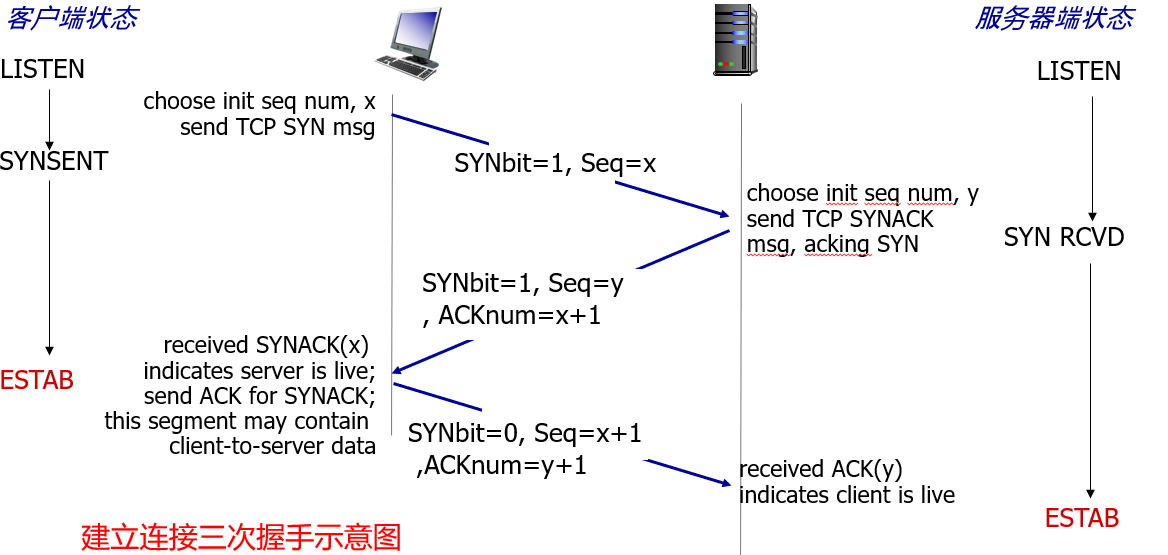 客户端状态
服务器端状态
LISTEN
LISTEN
choose init seq num, x
send TCP SYN msg
SYNSENT
SYNbit=1, Seq=x
choose init seq num, y
send TCP SYNACK
msg, acking SYN
SYN RCVD
SYNbit=1, Seq=y
, ACKnum=x+1
received SYNACK(x)
indicates server is live;
send ACK for SYNACK;
this segment may contain
client-to-server data
ESTAB
SYNbit=0, Seq=x+1
,ACKnum=y+1
received ACK(y)
indicates client is live
ESTAB
建立连接三次握手示意图